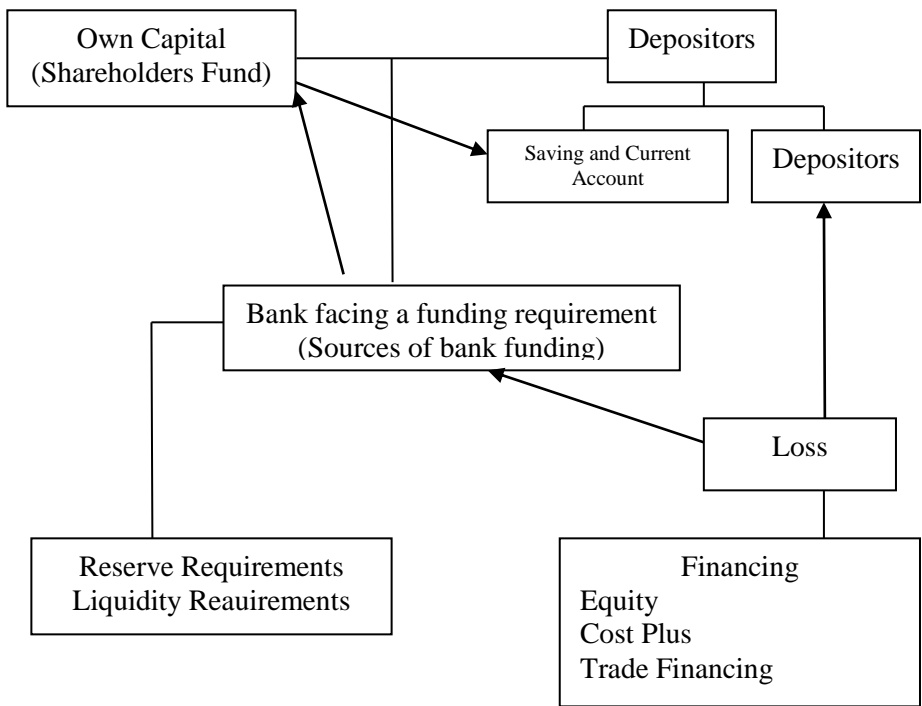 Own Capital
(Shareholders Fund)
Depositors
Saving and Current
Account
Depositors
Bank facing a funding requirement
(Sources of bank funding)
Loss
Reserve Requirements
Liquidity Reauirements
Financing
Equity
Cost Plus
Trade Financing